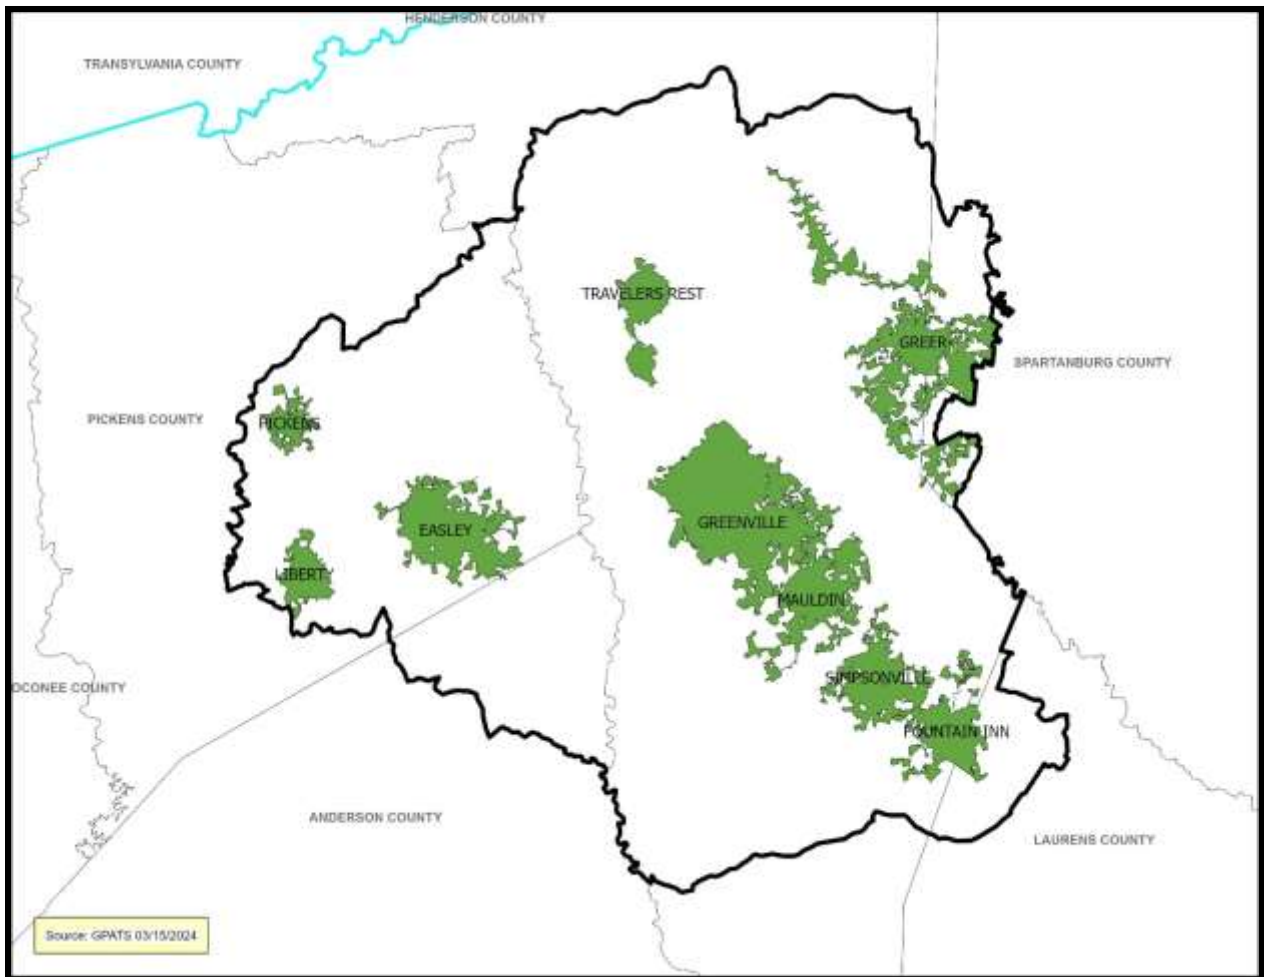 HENDERSON COUNTY
TRANSYLVANIA COUNTY
TRAVELERS REST
GREER
SPARTANBURG COUNTY
PICKENS COUNTY
PICKENS
GREENVILLE
EASLEY
LIBERTY
MAULDIN
SIMPSONVILLE
OCONEE COUNTY
FOUNTAIN INN
ANDERSON COUNTY
LAURENS COUNTY
Source: GPATS 03/15/2024